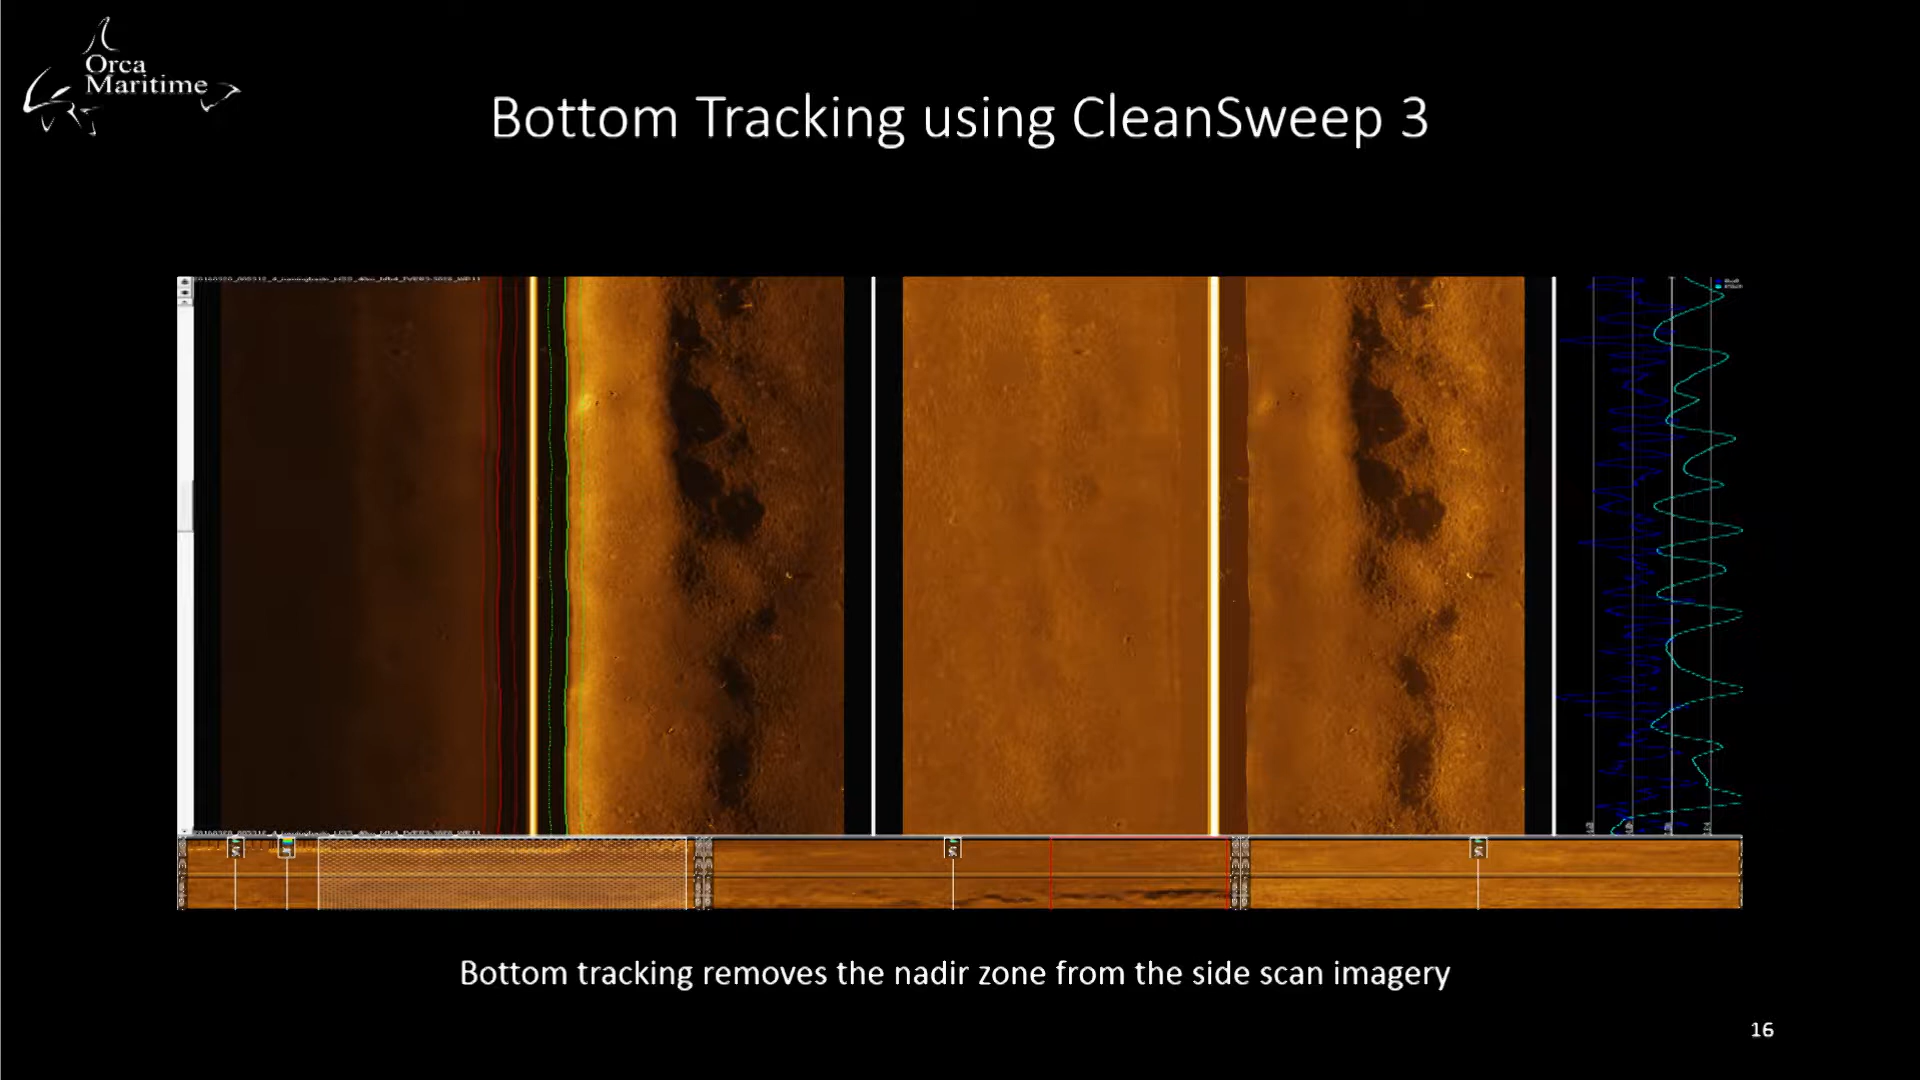 Orca
Maritime
Bottom Tracking using CleanSweep 3
Bottom tracking removes the nadir zone from the side scan imagery
16